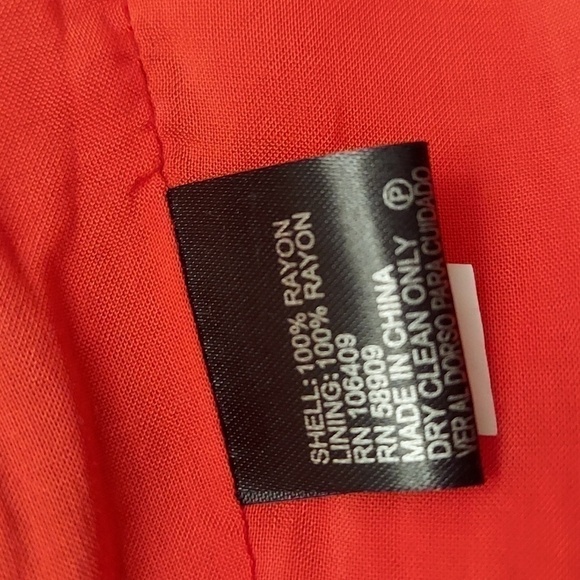 SHELL: 100% RAYON
LINING: 100% RAYON
RN 106409
RN 58909
MADE IN CHINA
DRY CLEAN ONLY Ⓟ
VER AL DORSO PARA CUIDADO